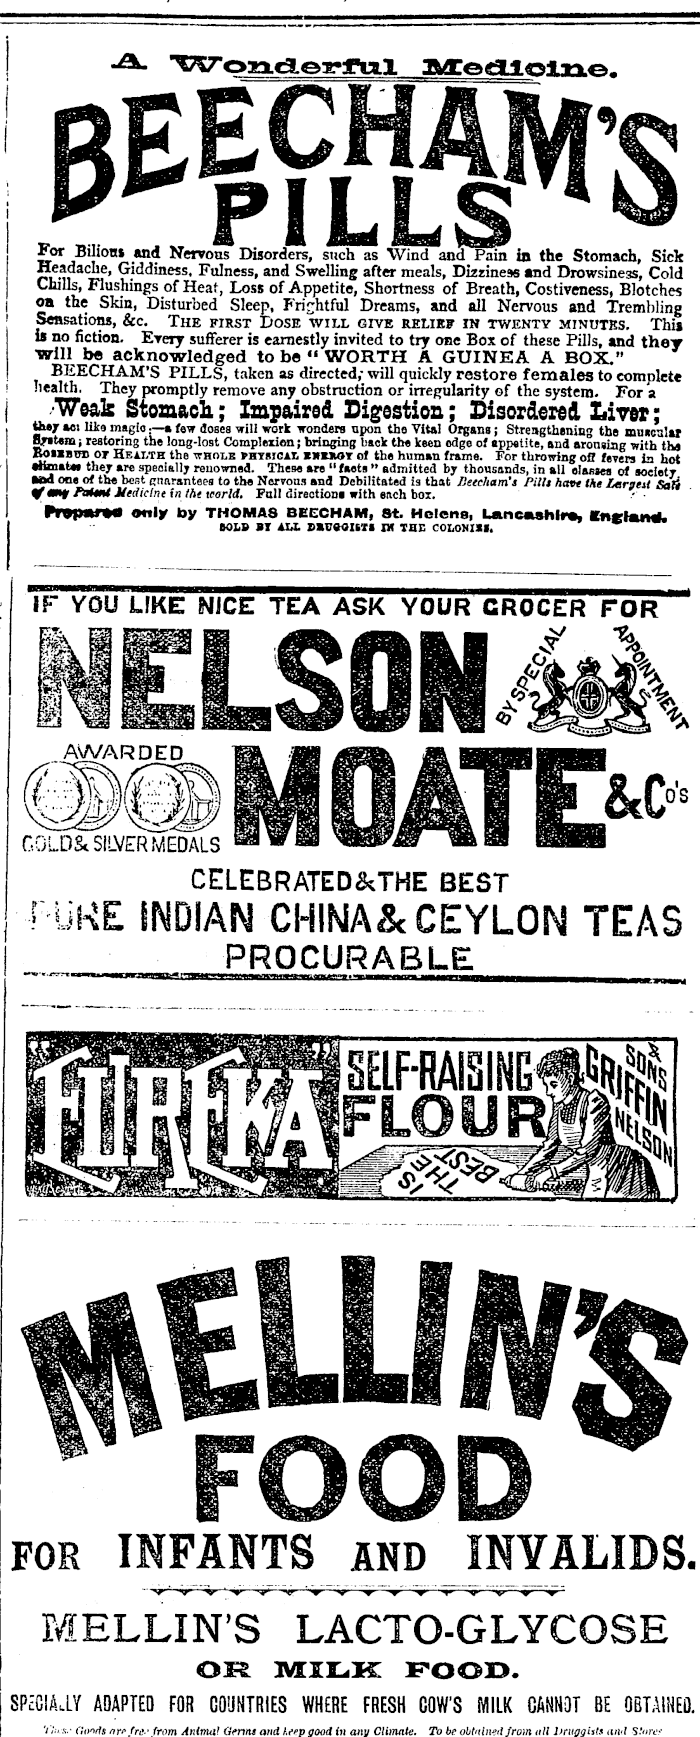 A Wonderful Medicine.
BEECHAM'S
PILLS
For Bilious and Nervous Disorders, such as Wind and Pain in the Stomach, Sick
Headache, Giddiness, Fulness, and Swelling after meals, Dizziness and Drowsiness, Cold
Chills, Flushings of Heat, Loss of Appetite, Shortness of Breath, Costiveness, Blotches
on the Skin, Disturbed Sleep, Frightful Dreams, and all Nervous and Trembling
Sensations, &c. THE FIRST DOSE WILL GIVE RELIEF IN TWENTY MINUTES. This
is no fiction. Every sufferer is earnestly invited to try one Box of these Pills, and they
will be acknowledged to be "WORTH A GUINEA A BOX."
BEECHAM'S PILLS, taken as directed, will quickly restore females to complete
health. They promptly remove any obstruction or irregularity of the system. For a
Weak Stomach; Impaired Digestion; Disordered Liver;
they act like magic:—a few doses will work wonders upon the Vital Organs; Strengthening the muscular
System; restoring the long-lost Complexion; bringing back the keen edge of appetite, and arousing with the
ROSEBUD OF HEALTH the WHOLE PHYSICAL ENERGY of the human frame. For throwing off fevers in hot
climates they are specially renowned. These are "facts" admitted by thousands, in all classes of society,
and one of the best guarantees to the Nervous and Debilitated is that Beecham's Pills have the Largest Sale
of any Patent Medicine in the world. Full directions with each box.
Prepared only by THOMAS BEECHAM, St. Helens, Lancashire, England.
SOLD BY ALL DRUGGISTS IN THE COLONIES.
IF YOU LIKE NICE TEA ASK YOUR GROCER FOR
NELSON
BY SPECIAL APPOINTMENT
MOATE & Co's
AWARDED
GOLD & SILVER MEDALS
CELEBRATED & THE BEST
PURE INDIAN CHINA & CEYLON TEAS
PROCURABLE
"EUREKA"
SELF-RAISING
FLOUR
IS THE BEST
GRIFFIN & SONS
NELSON
MELLIN'S
FOOD
FOR INFANTS AND INVALIDS.
MELLIN'S LACTO-GLYCOSE
OR MILK FOOD.
SPECIALLY ADAPTED FOR COUNTRIES WHERE FRESH COW'S MILK CANNOT BE OBTAINED.
These Goods are free from Animal Germs and keep good in any Climate. To be obtained from all Druggists and Stores